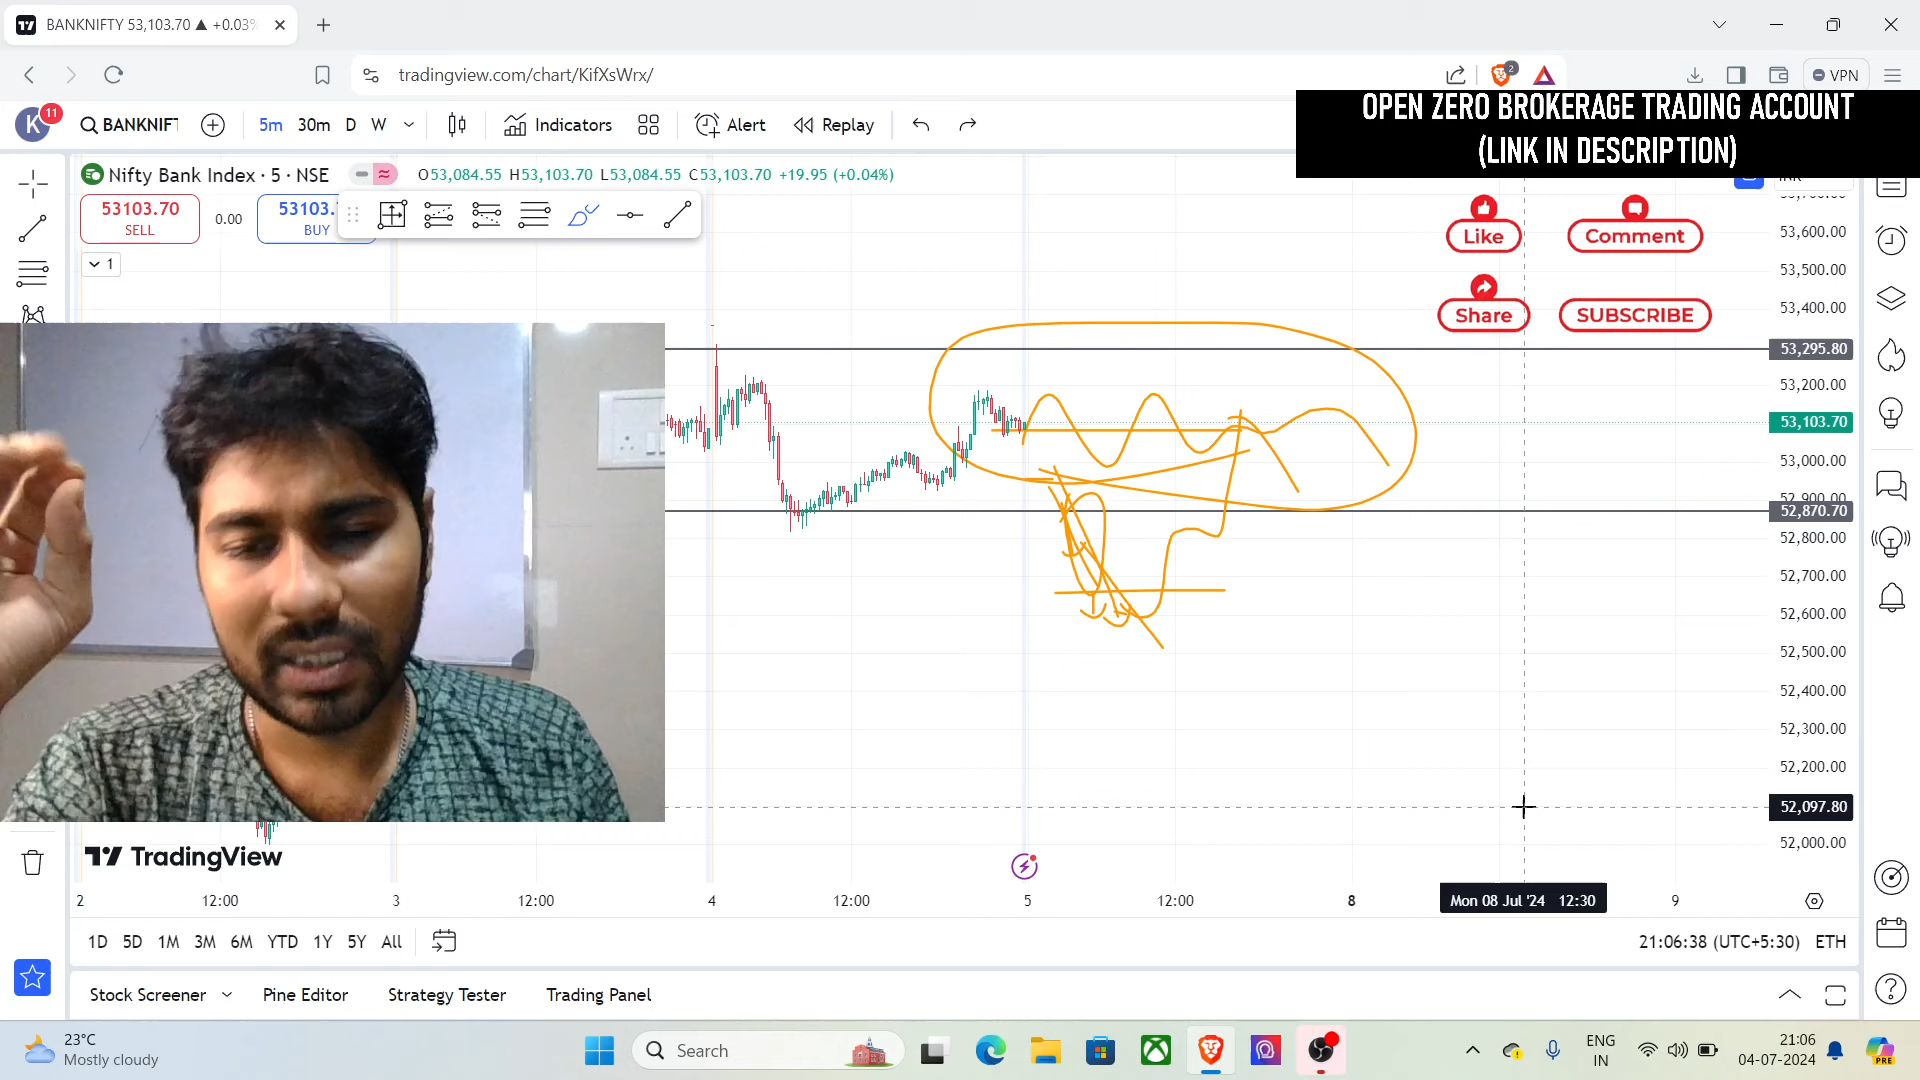 BANKNIFTY 53,103.70 ▲ +0.03%
tradingview.com/chart/KifXsWrx/
2
VPN
OPEN ZERO BROKERAGE TRADING ACCOUNT
(LINK IN DESCRIPTION)
K
11
BANKNIFT
5m 30m D W
Indicators
Alert
Replay
Nifty Bank Index · 5 · NSE
O53,084.55 H53,103.70 L53,084.55 C53,103.70 +19.95 (+0.04%)
53103.70
SELL
0.00
53103.
BUY
1
Like
Comment
Share
SUBSCRIBE
53,600.00
53,500.00
53,400.00
53,295.80
53,200.00
53,103.70
53,000.00
52,900.00
52,870.70
52,800.00
52,700.00
52,600.00
52,500.00
52,400.00
52,300.00
52,200.00
52,097.80
52,000.00
TradingView
2 12:00 3 12:00 4 12:00 5 12:00 8 Mon 08 Jul '24 12:30 9
1D 5D 1M 3M 6M YTD 1Y 5Y All
21:06:38 (UTC+5:30) ETH
Stock Screener Pine Editor Strategy Tester Trading Panel
23°C
Mostly cloudy
Search
ENG
IN
21:06
04-07-2024
PRE